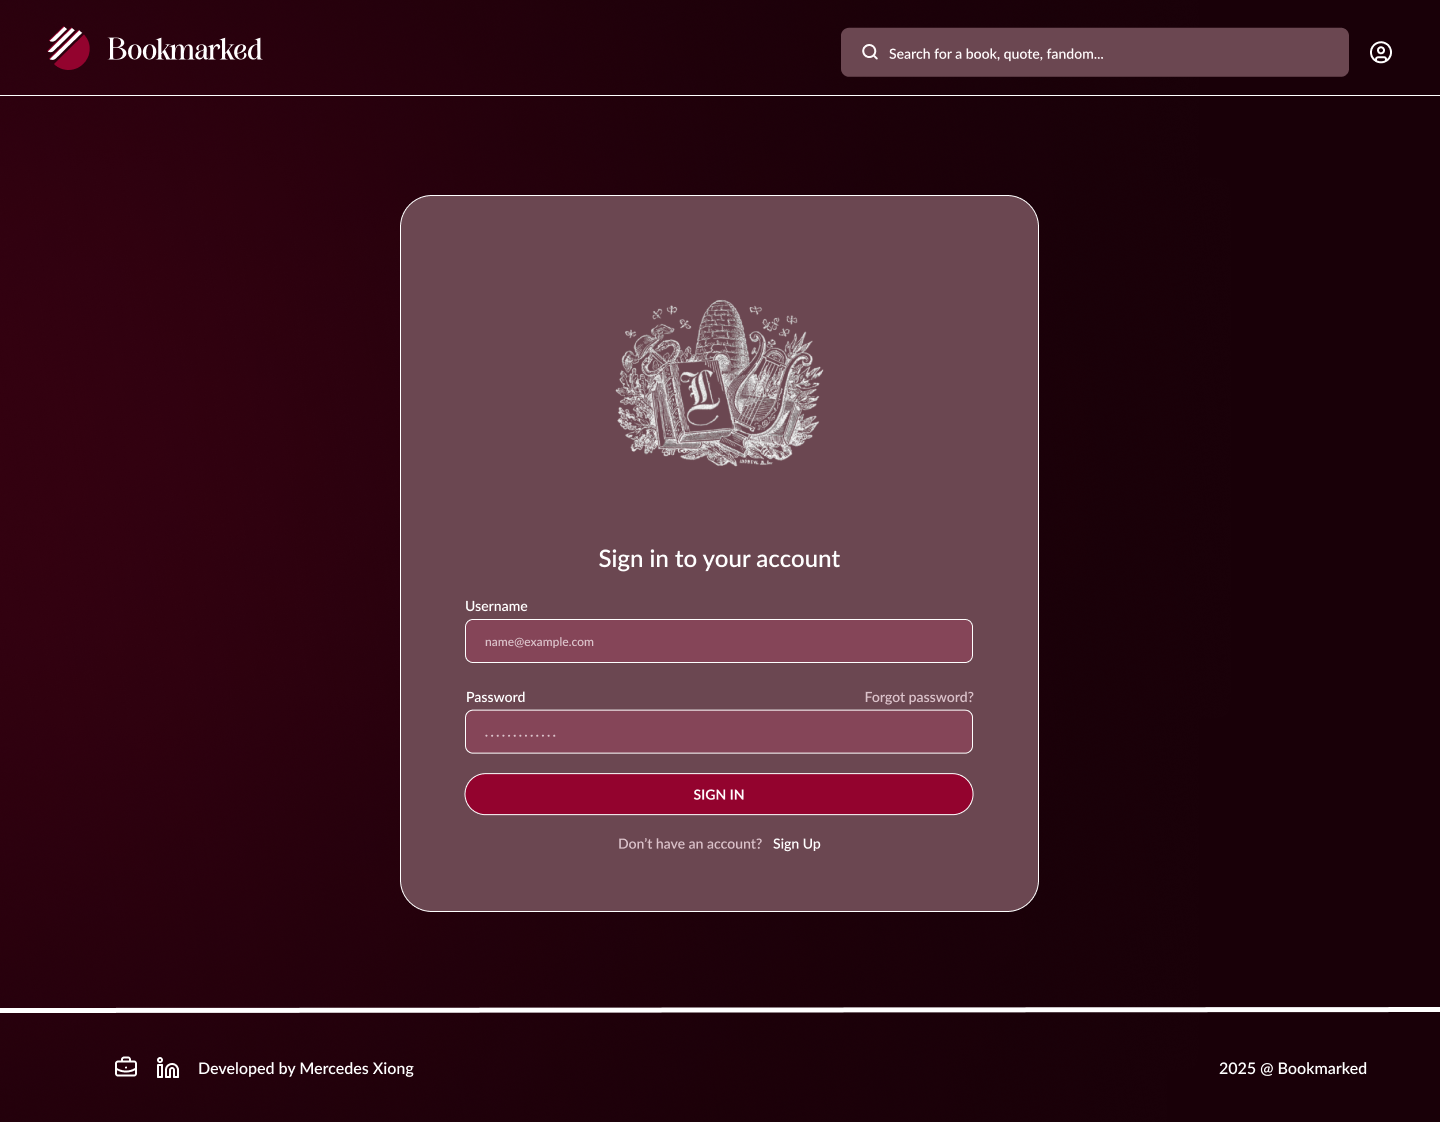 Bookmarked
Search for a book, quote, fandom...
L
Sign in to your account
Username
name@example.com
Password Forgot password?
.............
SIGN IN
Don't have an account? Sign Up
Developed by Mercedes Xiong
2025 @ Bookmarked